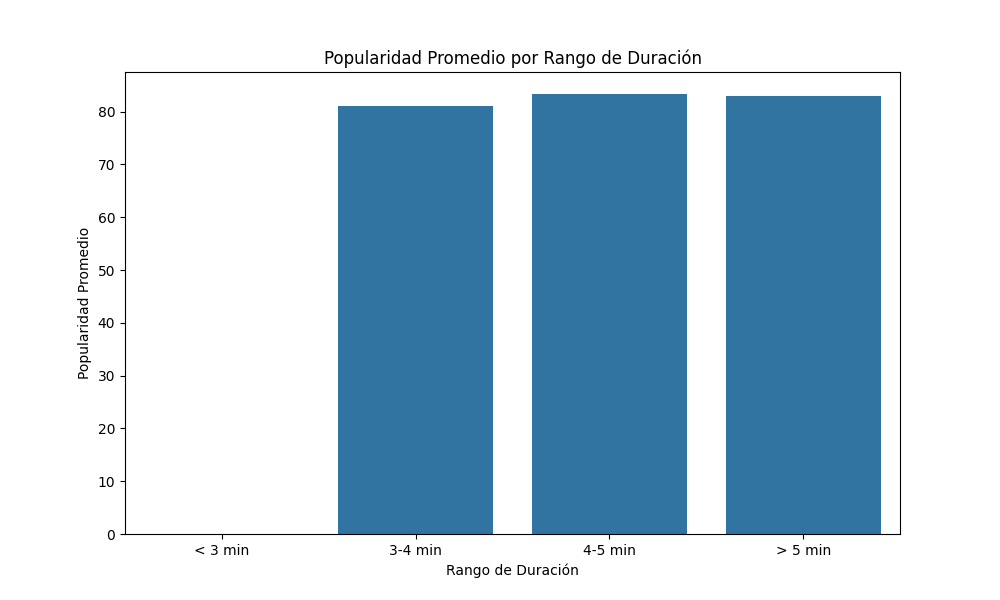 Popularidad Promedio por Rango de Duración
Popularidad Promedio
80
70
60
50
40
30
20
10
0
< 3 min
3-4 min
4-5 min
> 5 min
Rango de Duración